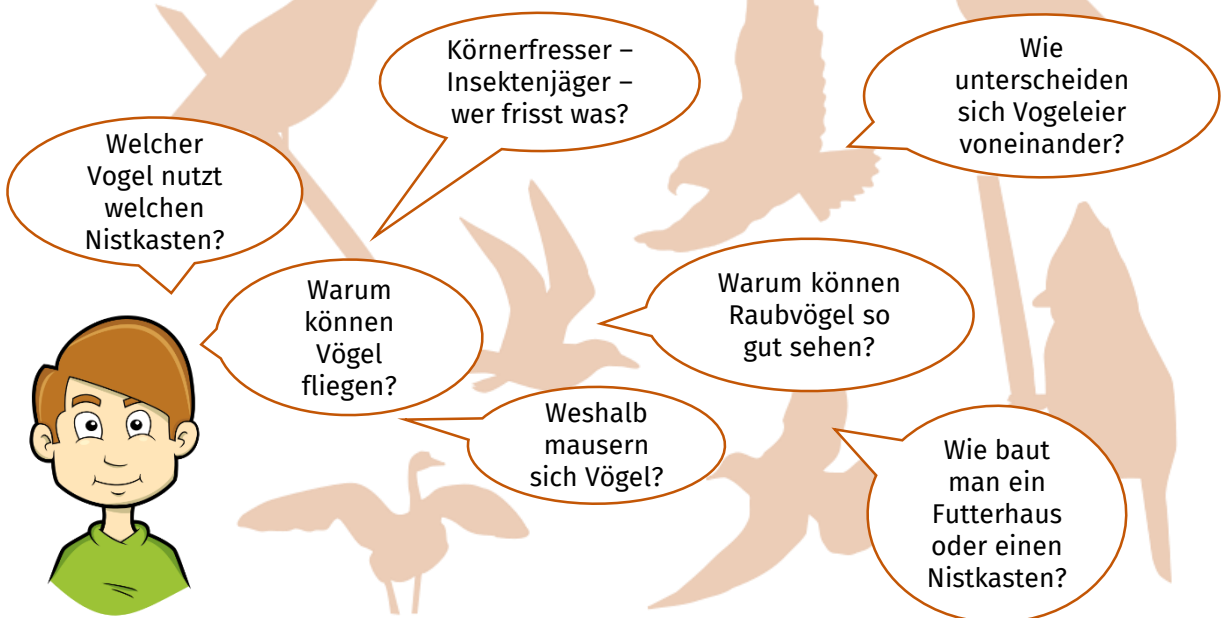 Körnerfresser –
Insektenjäger –
wer frisst was?
Wie
unterscheiden
sich Vogeleier
voneinander?
Welcher
Vogel nutzt
welchen
Nistkasten?
Warum
können
Vögel
fliegen?
Warum können
Raubvögel so
gut sehen?
Weshalb
mausern
sich Vögel?
Wie baut
man ein
Futterhaus
oder einen
Nistkasten?